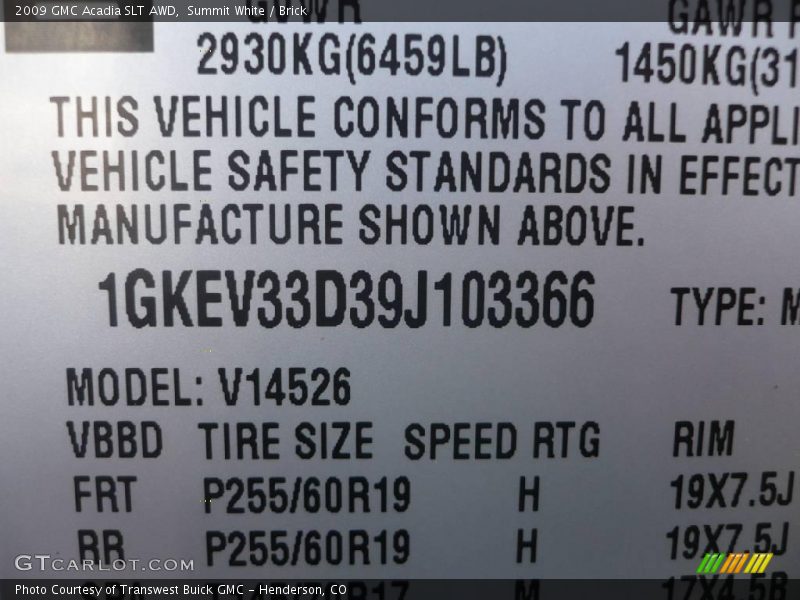 2009 GMC Acadia SLT AWD, Summit White / Brick
GVWR GAWR
2930KG(6459LB) 1450KG(31
THIS VEHICLE CONFORMS TO ALL APPLI
VEHICLE SAFETY STANDARDS IN EFFECT
MANUFACTURE SHOWN ABOVE.
1GKEV33D39J103366 TYPE: M
MODEL: V14526
VBBD TIRE SIZE SPEED RTG RIM
FRT P255/60R19 H 19X7.5J
RR P255/60R19 H 19X7.5J
GTCARLOT.COM
Photo Courtesy of Transwest Buick GMC – Henderson, CO